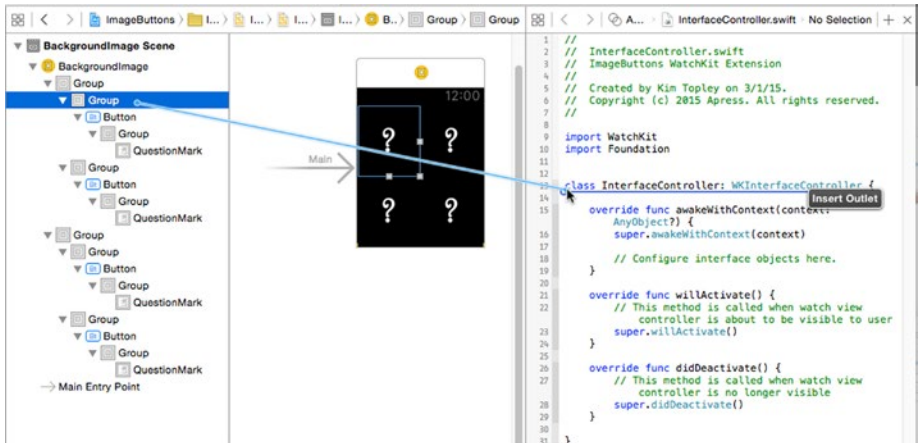 ImageButtons I... I... I... I... B.. Group Group
A... InterfaceController.swift No Selection
BackgroundImage Scene
BackgroundImage
Group
Group
Button
Group
QuestionMark
Group
Button
Group
QuestionMark
Group
Group
Button
Group
QuestionMark
Group
Button
Group
QuestionMark
Main Entry Point
Main
12:00
? ?
? ?
1 //
2 // InterfaceController.swift
3 // ImageButtons WatchKit Extension
4 //
5 // Created by Kim Topley on 3/1/15.
6 // Copyright (c) 2015 Apress. All rights reserved.
7 //
8
9 import WatchKit
10 import Foundation
11
12
13 class InterfaceController: WKInterfaceController {
Insert Outlet
14
15 override func awakeWithContext(context:
AnyObject?) {
16 super.awakeWithContext(context)
17
18 // Configure interface objects here.
19 }
20
21 override func willActivate() {
22 // This method is called when watch view
controller is about to be visible to user
23 super.willActivate()
24 }
25
26 override func didDeactivate() {
27 // This method is called when watch view
controller is no longer visible
28 super.didDeactivate()
29 }
30
31 }